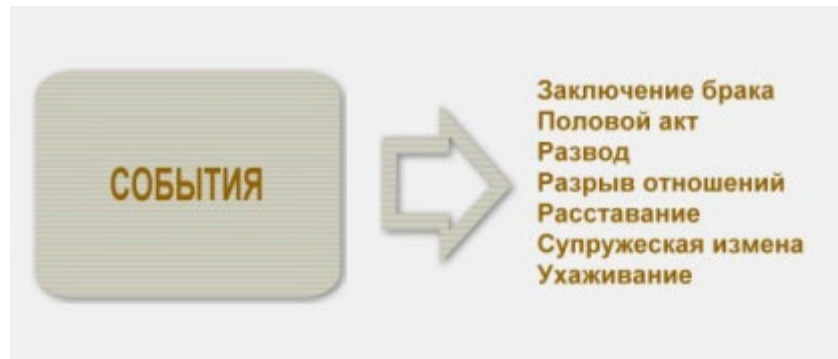 СОБЫТИЯ
Заключение брака
Половой акт
Развод
Разрыв отношений
Расставание
Супружеская измена
Ухаживание